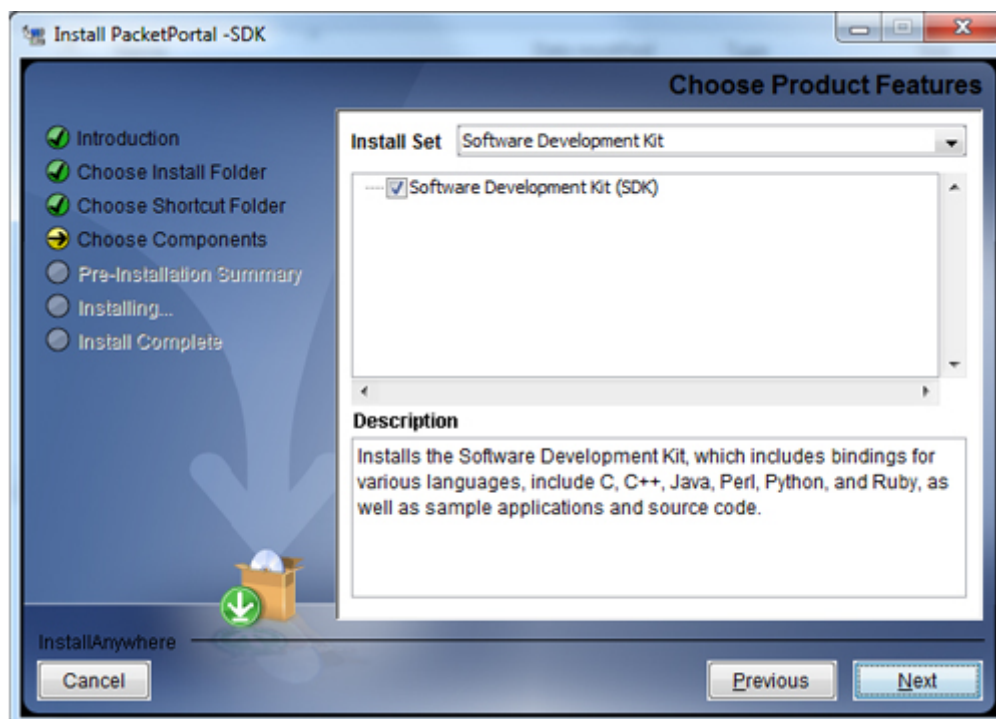 Install PacketPortal -SDK
Choose Product Features
Introduction
Choose Install Folder
Choose Shortcut Folder
Choose Components
Pre-Installation Summary
Installing...
Install Complete
Install Set
Software Development Kit
Software Development Kit (SDK)
Description
Installs the Software Development Kit, which includes bindings for
various languages, include C, C++, Java, Perl, Python, and Ruby, as
well as sample applications and source code.
InstallAnywhere
Cancel
Previous
Next